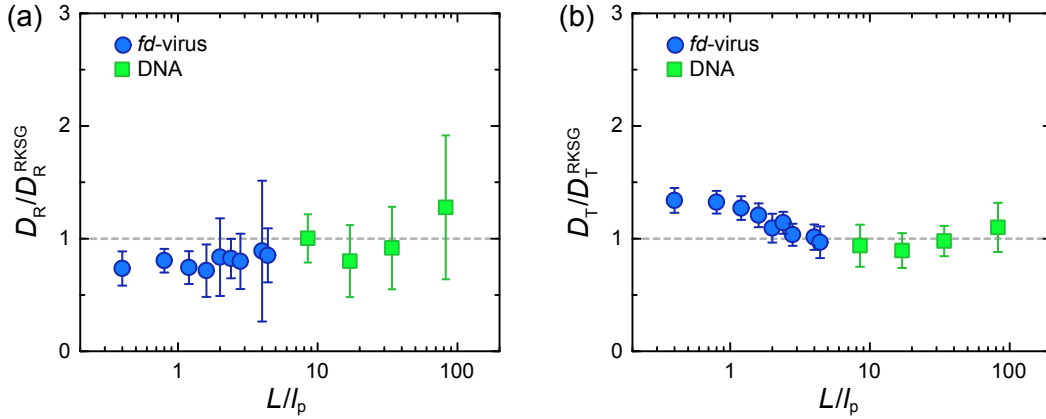 (a)
3
2
1
0
D_R/D_R^RKSG
fd-virus
DNA
1
10
100
L/l_p
(b)
3
2
1
0
D_T/D_T^RKSG
fd-virus
DNA
1
10
100
L/l_p